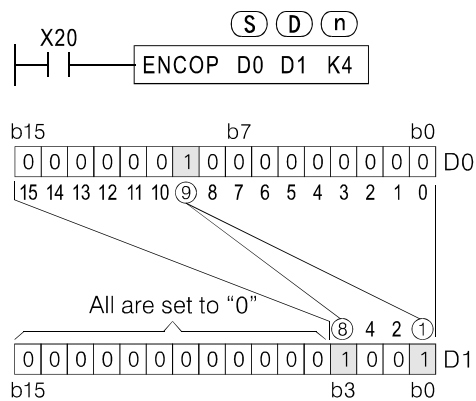 S D n
X20
ENCOP D0 D1 K4
b15 b7 b0
0 0 0 0 0 0 1 0 0 0 0 0 0 0 0 0 D0
15 14 13 12 11 10 9 8 7 6 5 4 3 2 1 0
All are set to “0” 8 4 2 1
0 0 0 0 0 0 0 0 0 0 0 0 1 0 0 1 D1
b15 b3 b0